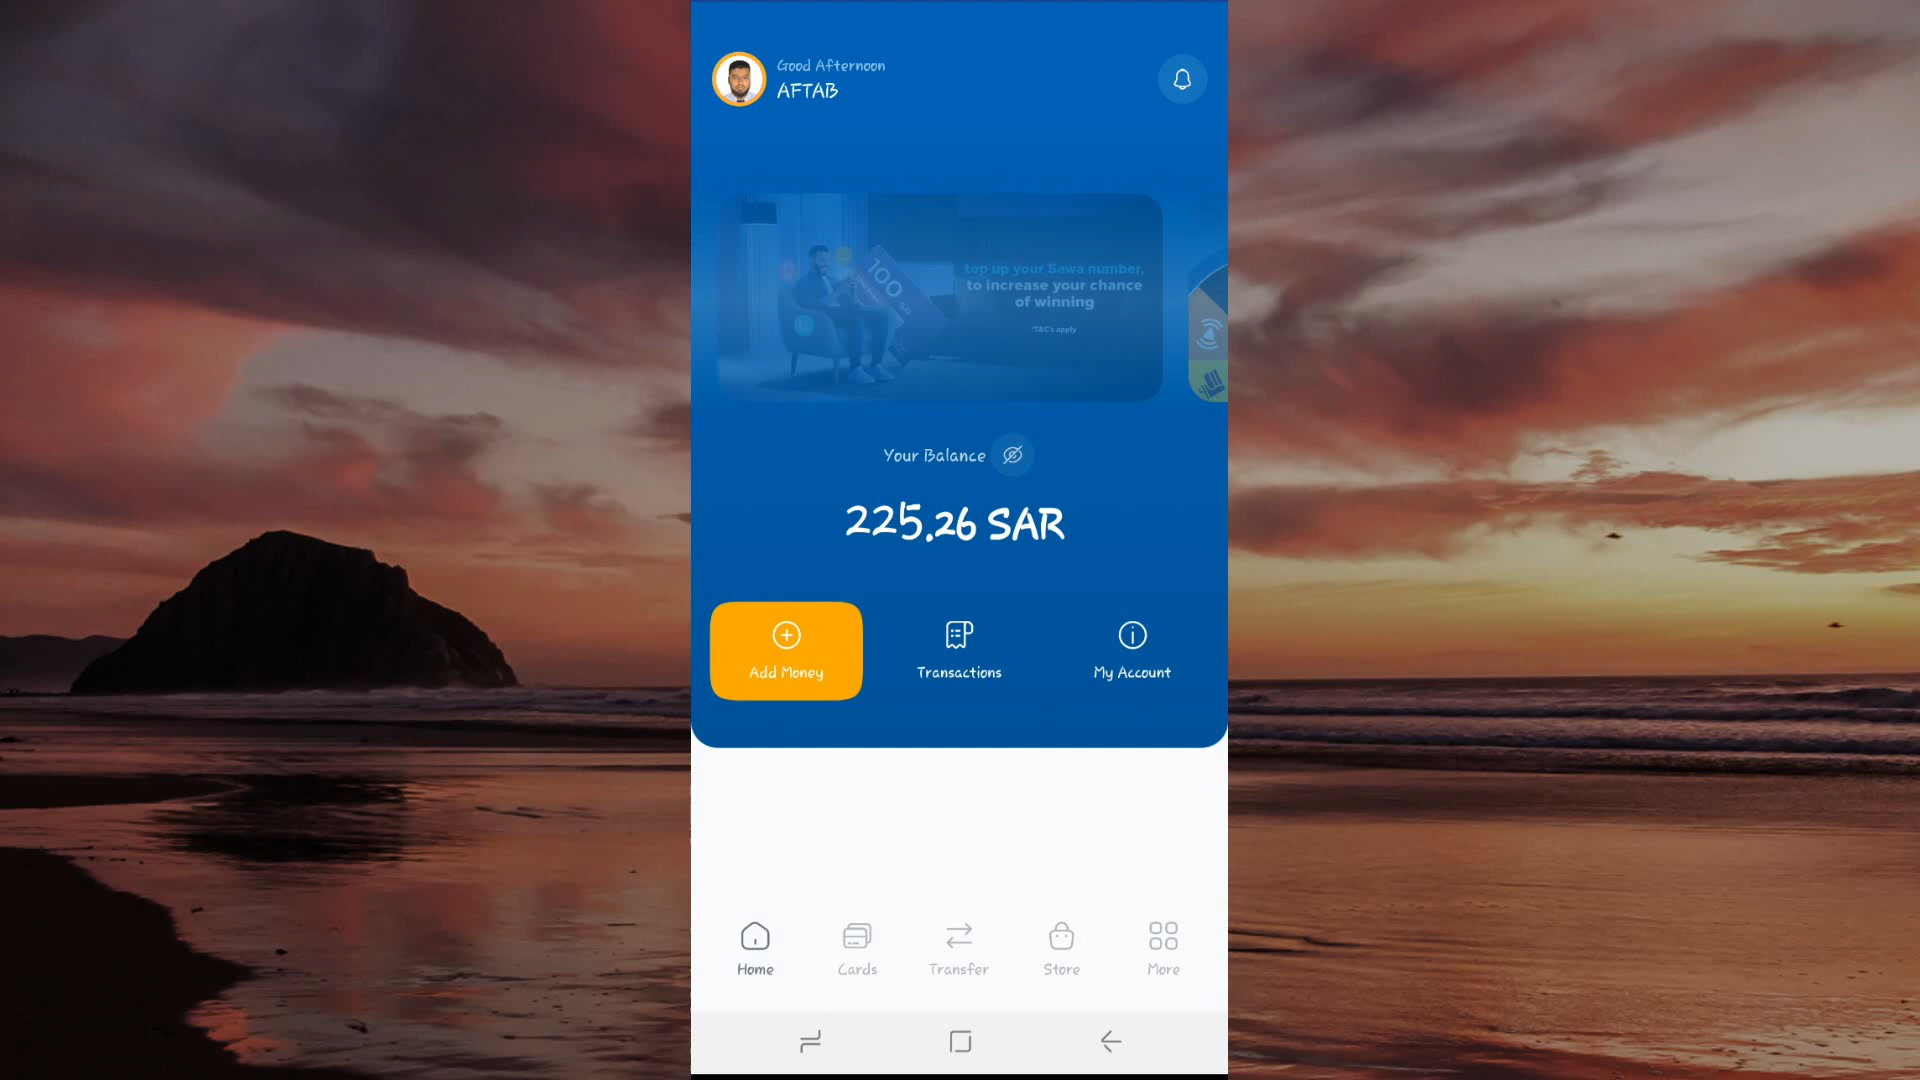 Good Afternoon
AFTAB
100
top up your Sawa number,
to increase your chance
of winning
*T&C's apply
Your Balance
225.26 SAR
Add Money
Transactions
My Account
Home
Cards
Transfer
Store
More